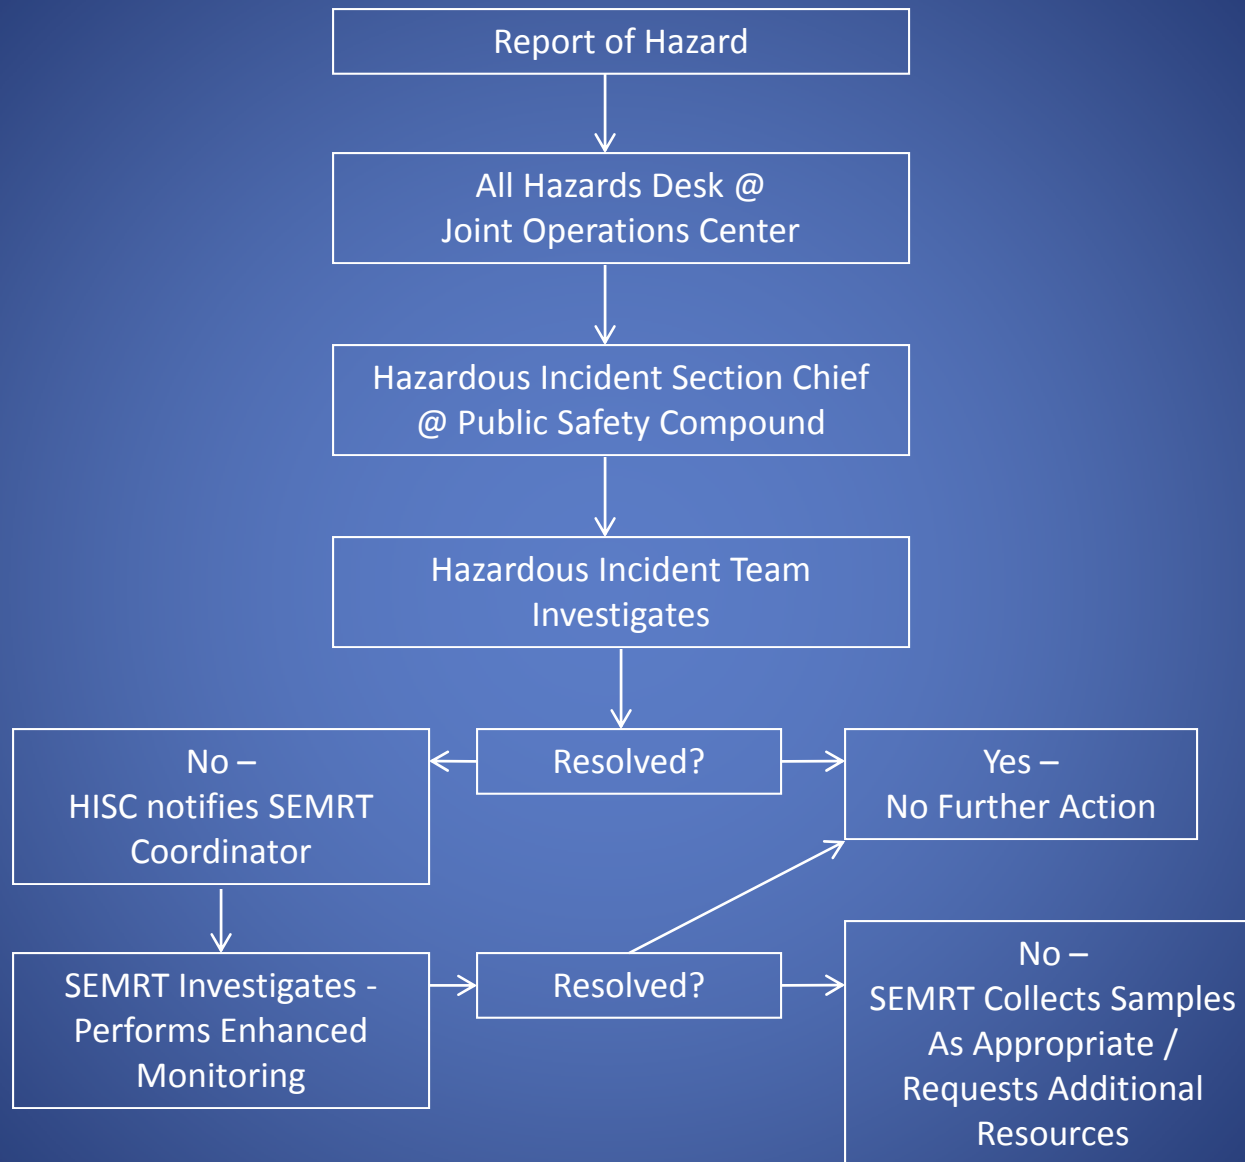 Report of Hazard
All Hazards Desk @
Joint Operations Center
Hazardous Incident Section Chief
@ Public Safety Compound
Hazardous Incident Team
Investigates
No –
HISC notifies SEMRT
Coordinator
Resolved?
Yes –
No Further Action
SEMRT Investigates -
Performs Enhanced
Monitoring
Resolved?
No –
SEMRT Collects Samples
As Appropriate /
Requests Additional
Resources